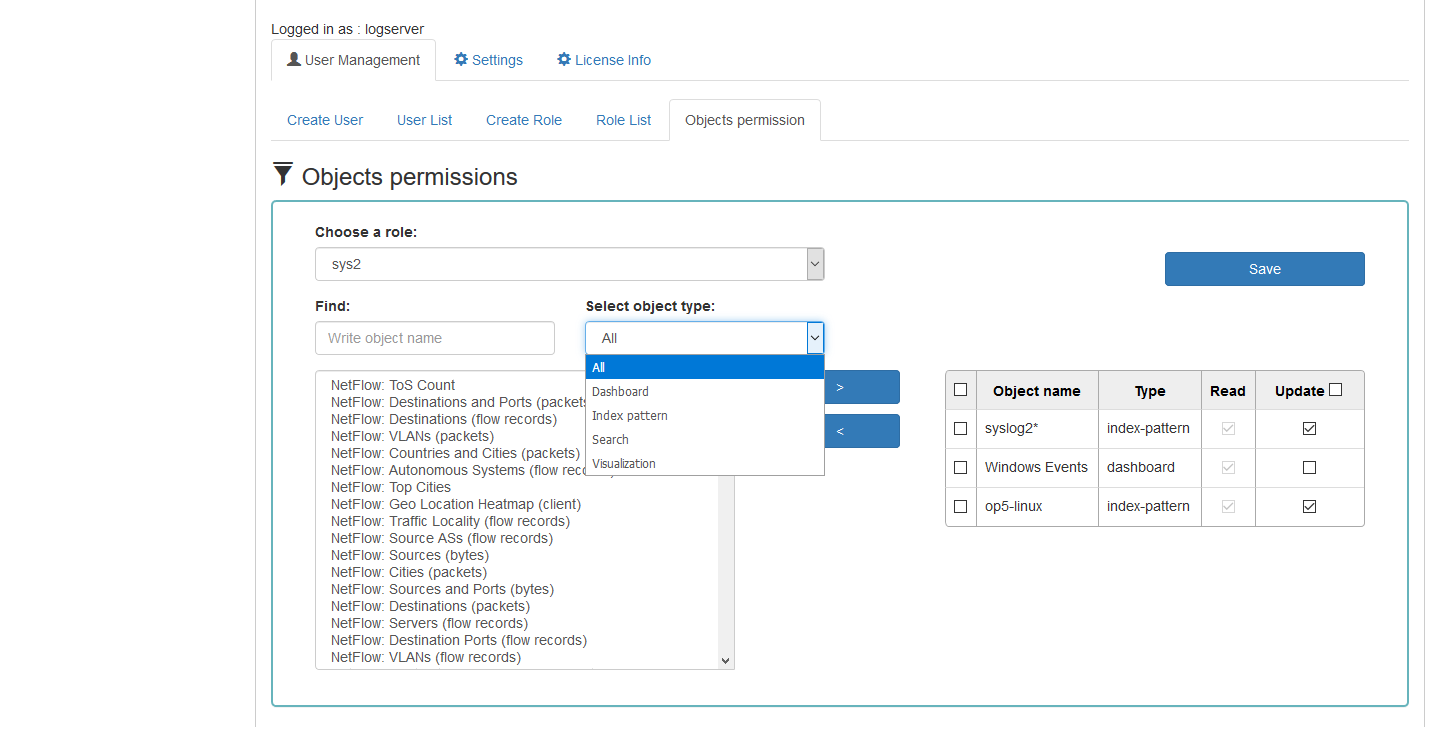 Logged in as : logserver
User Management Settings License Info
Create User User List Create Role Role List Objects permission
Objects permissions
Choose a role:
sys2
Save
Find: Select object type:
Write object name All
All
Dashboard
Index pattern
Search
Visualization
NetFlow: ToS Count
NetFlow: Destinations and Ports (packets
NetFlow: Destinations (flow records)
NetFlow: VLANs (packets)
NetFlow: Countries and Cities (packets)
NetFlow: Autonomous Systems (flow reco
NetFlow: Top Cities
NetFlow: Geo Location Heatmap (client)
NetFlow: Traffic Locality (flow records)
NetFlow: Source ASs (flow records)
NetFlow: Sources (bytes)
NetFlow: Cities (packets)
NetFlow: Sources and Ports (bytes)
NetFlow: Destinations (packets)
NetFlow: Servers (flow records)
NetFlow: Destination Ports (flow records)
NetFlow: VLANs (flow records)
>
<
Object name Type Read Update
syslog2* index-pattern
Windows Events dashboard
op5-linux index-pattern